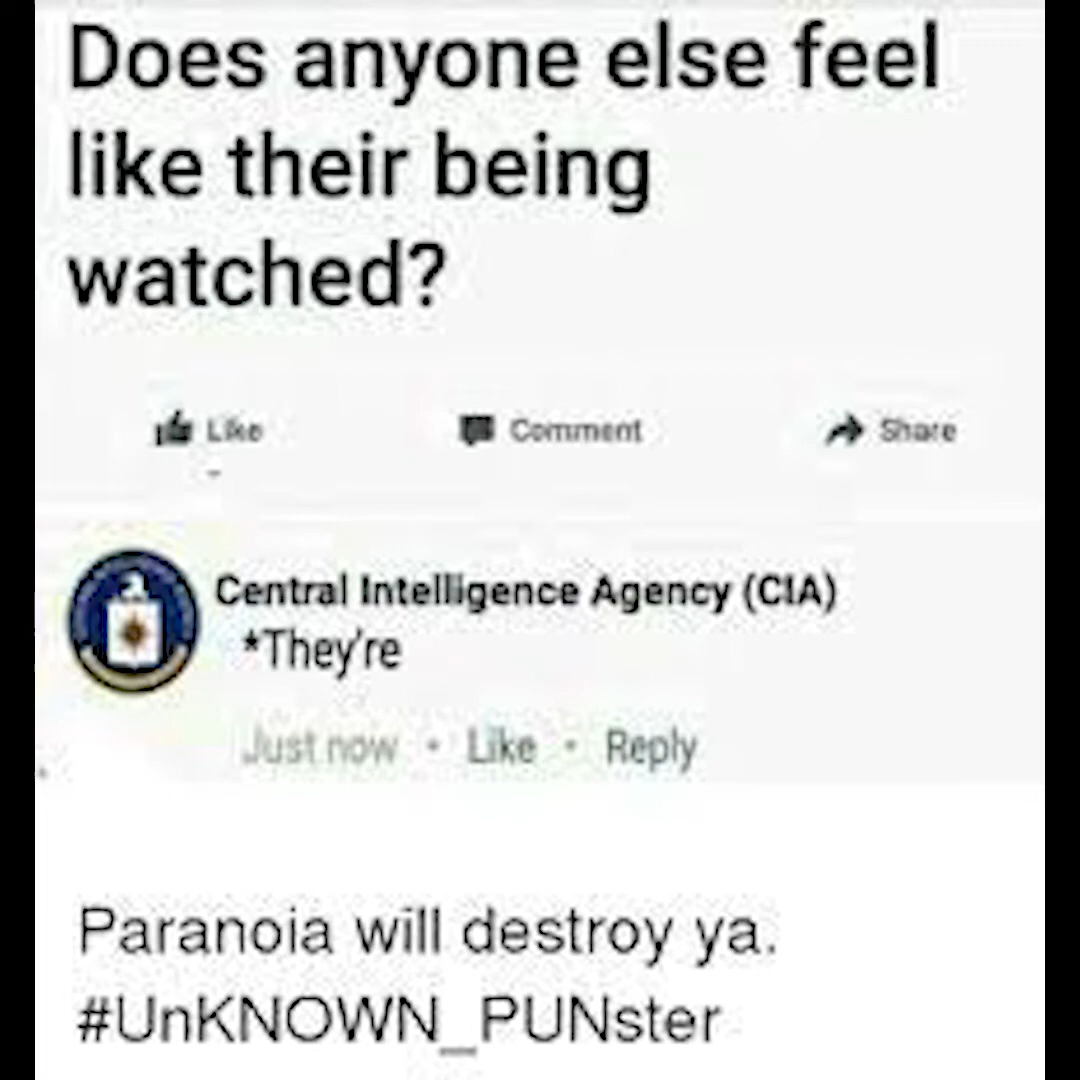 Does anyone else feel
like their being
watched?
Like Comment Share
Central Intelligence Agency (CIA)
*They're
Just now · Like · Reply
Paranoia will destroy ya.
#UnKNOWN_PUNster